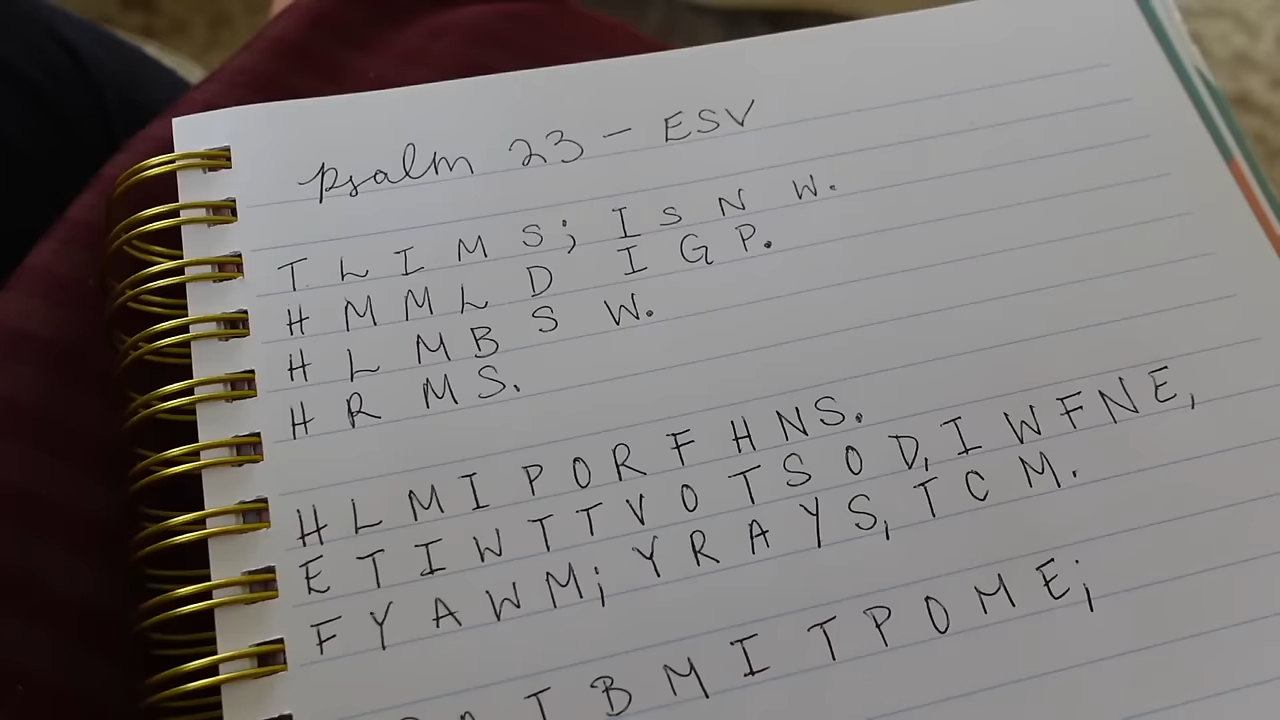 Psalm 23 – ESV
T L I M S; I S N W.
H M M L D I G P.
H L M B S W.
H R M S.
H L M I P O R F H N S.
E T I W T T V O T S O D, I W F N E,
F Y A W M; Y R A Y S, T C M.
T B M I T P O M E;